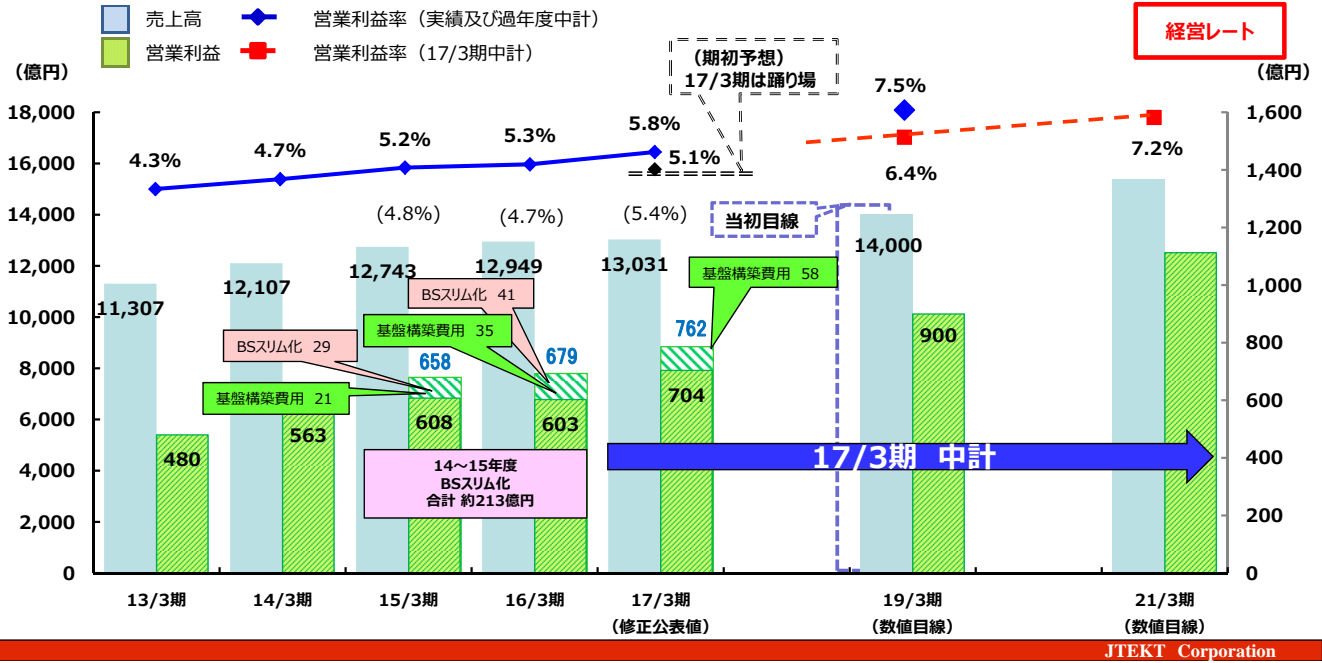 売上高
営業利益率（実績及び過年度中計）
営業利益
営業利益率（17/3期中計）
経営レート
（億円）
（億円）
（期初予想）
17/3期は踊り場
18,000
16,000
14,000
12,000
10,000
8,000
6,000
4,000
2,000
0
1,600
1,400
1,200
1,000
800
600
400
200
0
4.3%
4.7%
5.2%
5.3%
5.8%
5.1%
7.5%
6.4%
7.2%
(4.8%)
(4.7%)
(5.4%)
当初目線
11,307
12,107
12,743
12,949
13,031
14,000
BSスリム化 29
基盤構築費用 21
BSスリム化 41
基盤構築費用 35
基盤構築費用 58
658
679
762
480
563
608
603
704
900
14～15年度
BSスリム化
合計 約213億円
17/3期 中計
13/3期
14/3期
15/3期
16/3期
17/3期
（修正公表値）
19/3期
（数値目線）
21/3期
（数値目線）
JTEKT Corporation